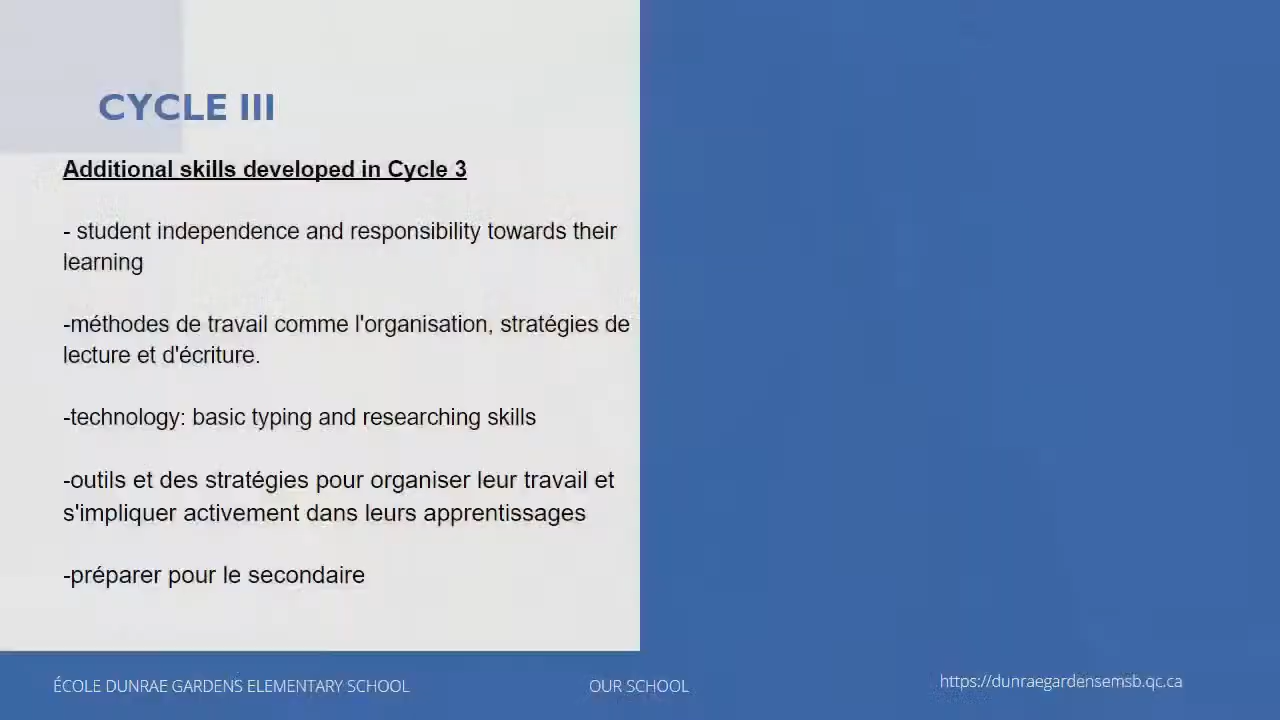 CYCLE III
Additional skills developed in Cycle 3
- student independence and responsibility towards their
learning
-méthodes de travail comme l'organisation, stratégies de
lecture et d'écriture.
-technology: basic typing and researching skills
-outils et des stratégies pour organiser leur travail et
s'impliquer activement dans leurs apprentissages
-préparer pour le secondaire
ÉCOLE DUNRAE GARDENS ELEMENTARY SCHOOL
OUR SCHOOL
https://dunraegardensemsb.qc.ca